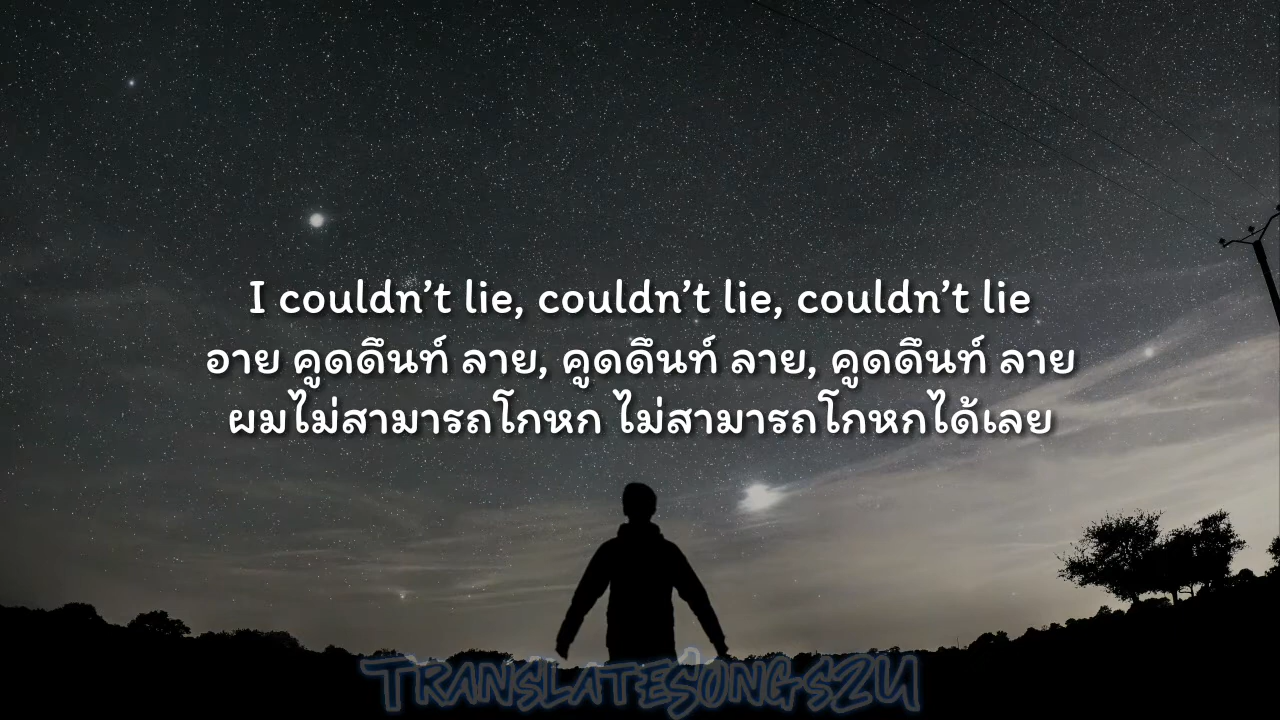 I couldn’t lie, couldn’t lie, couldn’t lie
อาย คูดดึนท์ ลาย, คูดดึนท์ ลาย, คูดดึนท์ ลาย
ผมไม่สามารถโกหก ไม่สามารถโกหกได้เลย
TRANSLATESONGS2U